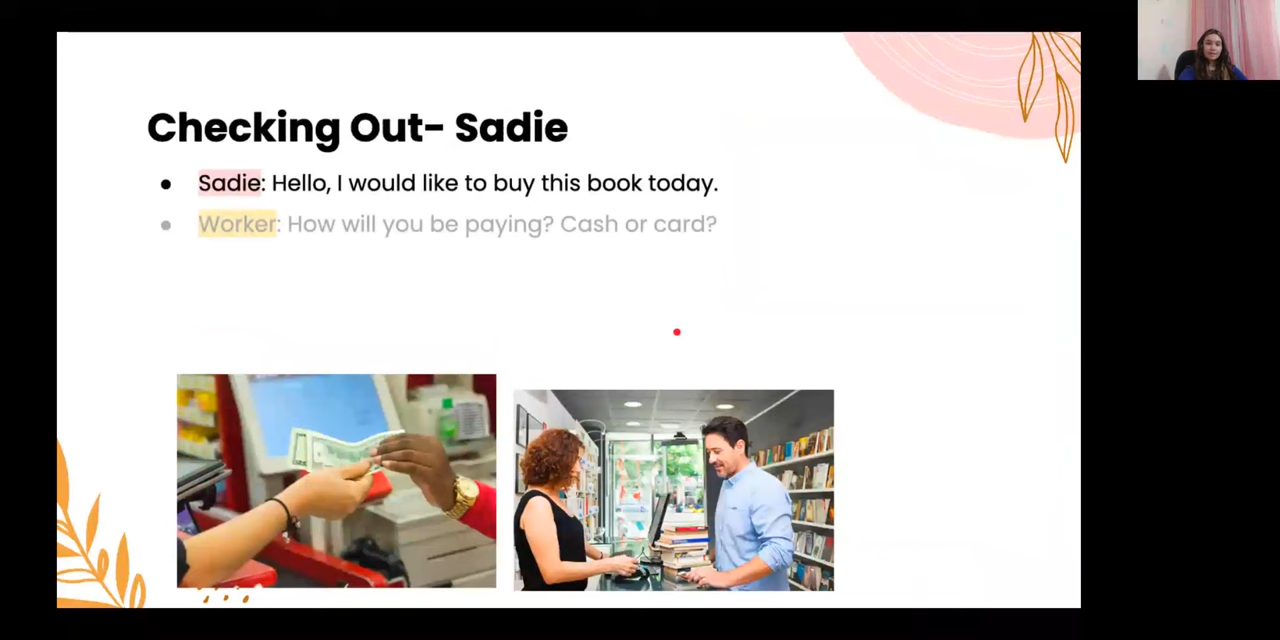 Checking Out- Sadie
● Sadie: Hello, I would like to buy this book today.
● Worker: How will you be paying? Cash or card?